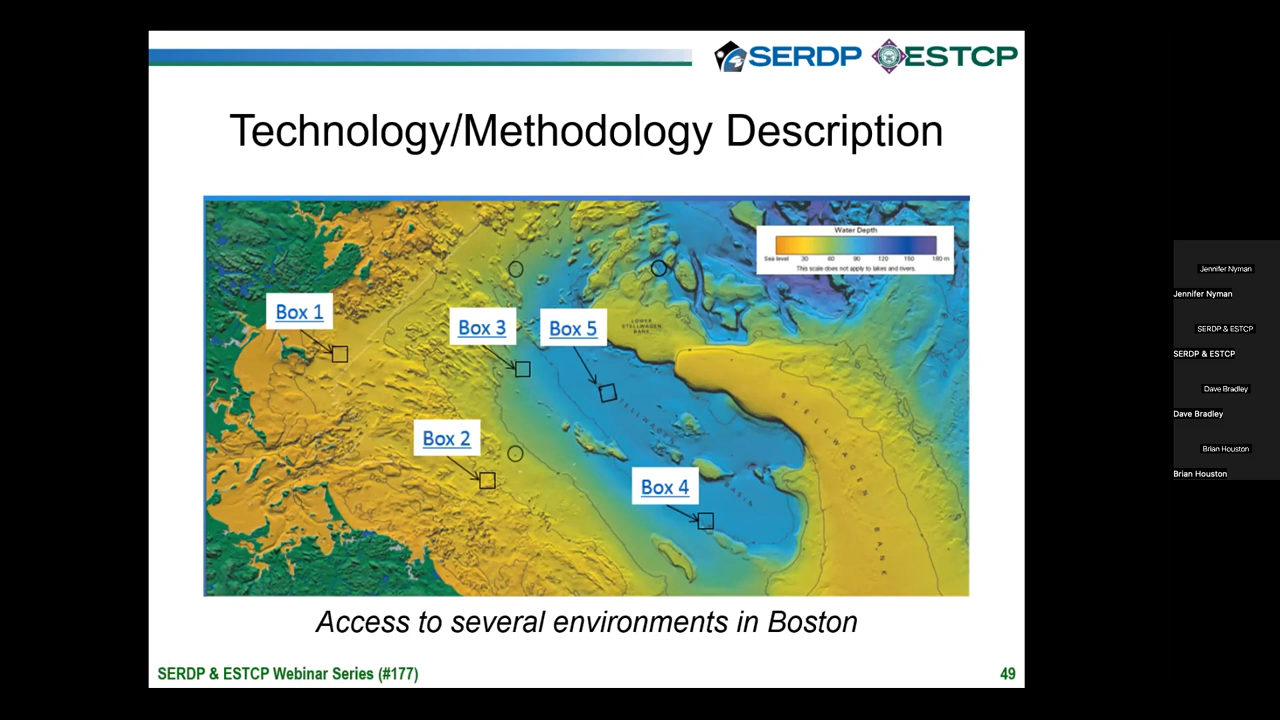 SERDP ESTCP
Technology/Methodology Description
Water Depth
Sea level 30 60 90 120 150 180 m
This scale does not apply to lakes and rivers.
Box 1
Box 3
Box 5
LOWER
STELLWAGEN
BANK
Box 2
Box 4
STELLWAGEN BASIN
STELLWAGEN BANK
Access to several environments in Boston
SERDP & ESTCP Webinar Series (#177)
49
Jennifer Nyman
Jennifer Nyman
SERDP & ESTCP
SERDP & ESTCP
Dave Bradley
Dave Bradley
Brian Houston
Brian Houston